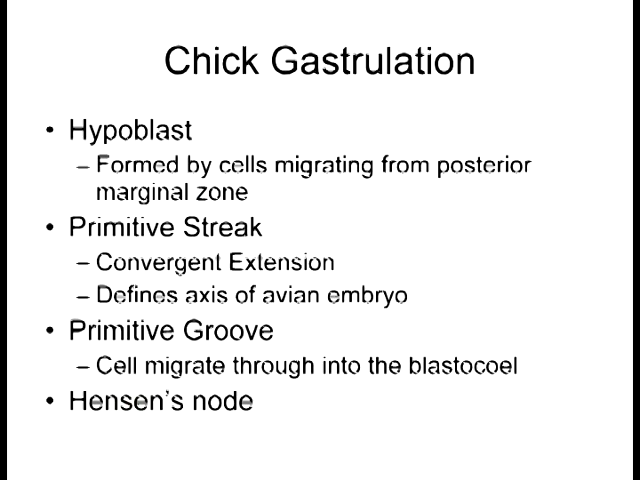 Chick Gastrulation
• Hypoblast
– Formed by cells migrating from posterior
marginal zone
• Primitive Streak
– Convergent Extension
– Defines axis of avian embryo
• Primitive Groove
– Cell migrate through into the blastocoel
• Hensen's node